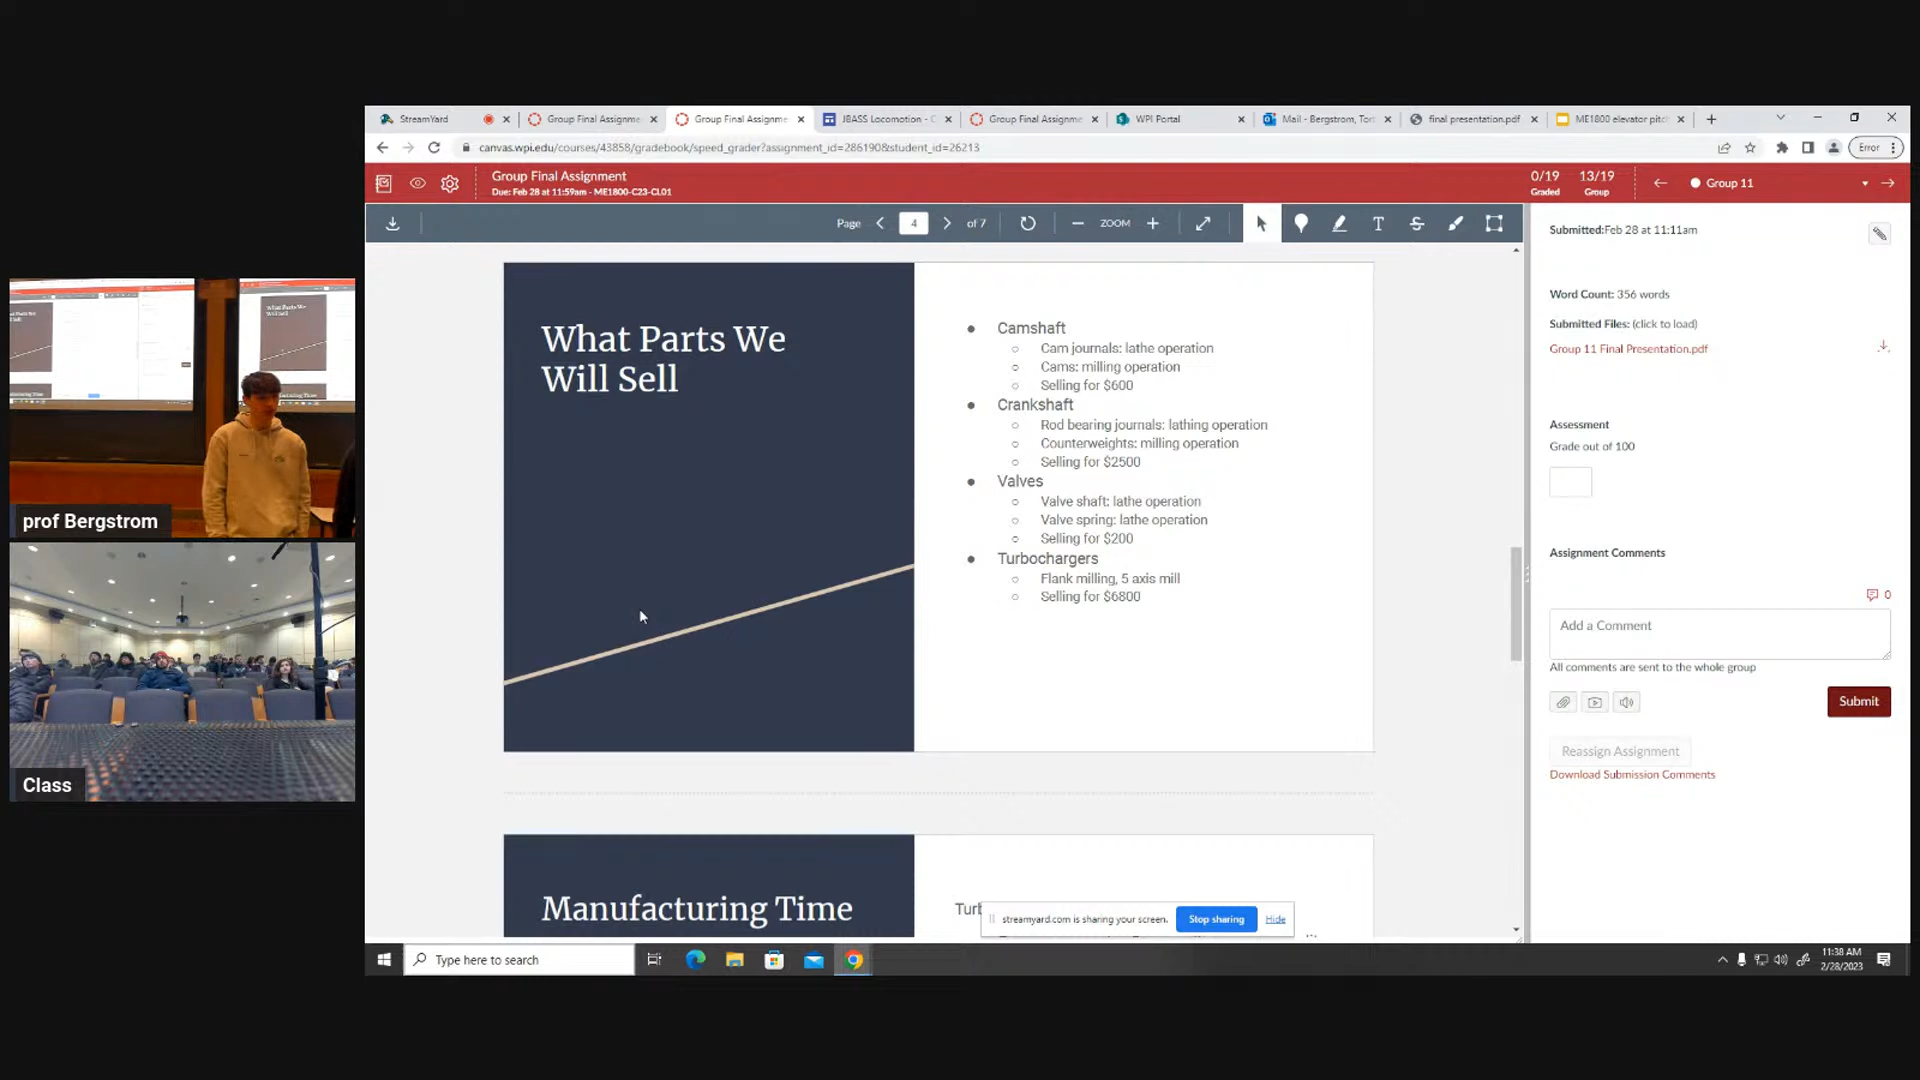 StreamYard
Group Final Assignme
Group Final Assignme
JBASS Locomotion - C
Group Final Assignme
WPI Portal
Mail - Bergstrom, Tor
final presentation.pdf
ME1800 elevator pitc
canvas.wpi.edu/courses/43858/gradebook/speed_grader?assignment_id=286190&student_id=26213
Error
Group Final Assignment
Due: Feb 28 at 11:59am - ME1800-C23-CL01
0/19
Graded
13/19
Group
Group 11
Page
4
of 7
ZOOM
T
What Parts We
Will Sell
Camshaft
Cam journals: lathe operation
Cams: milling operation
Selling for $600
Crankshaft
Rod bearing journals: lathing operation
Counterweights: milling operation
Selling for $2500
Valves
Valve shaft: lathe operation
Valve spring: lathe operation
Selling for $200
Turbochargers
Flank milling, 5 axis mill
Selling for $6800
Manufacturing Time
streamyard.com is sharing your screen.
Stop sharing
Hide
Submitted:Feb 28 at 11:11am
Word Count: 356 words
Submitted Files: (click to load)
Group 11 Final Presentation.pdf
Assessment
Grade out of 100
Assignment Comments
0
Add a Comment
All comments are sent to the whole group
Submit
Reassign Assignment
Download Submission Comments
What Parts We
Will Sell
prof Bergstrom
Class
Type here to search
11:38 AM
2/28/2023